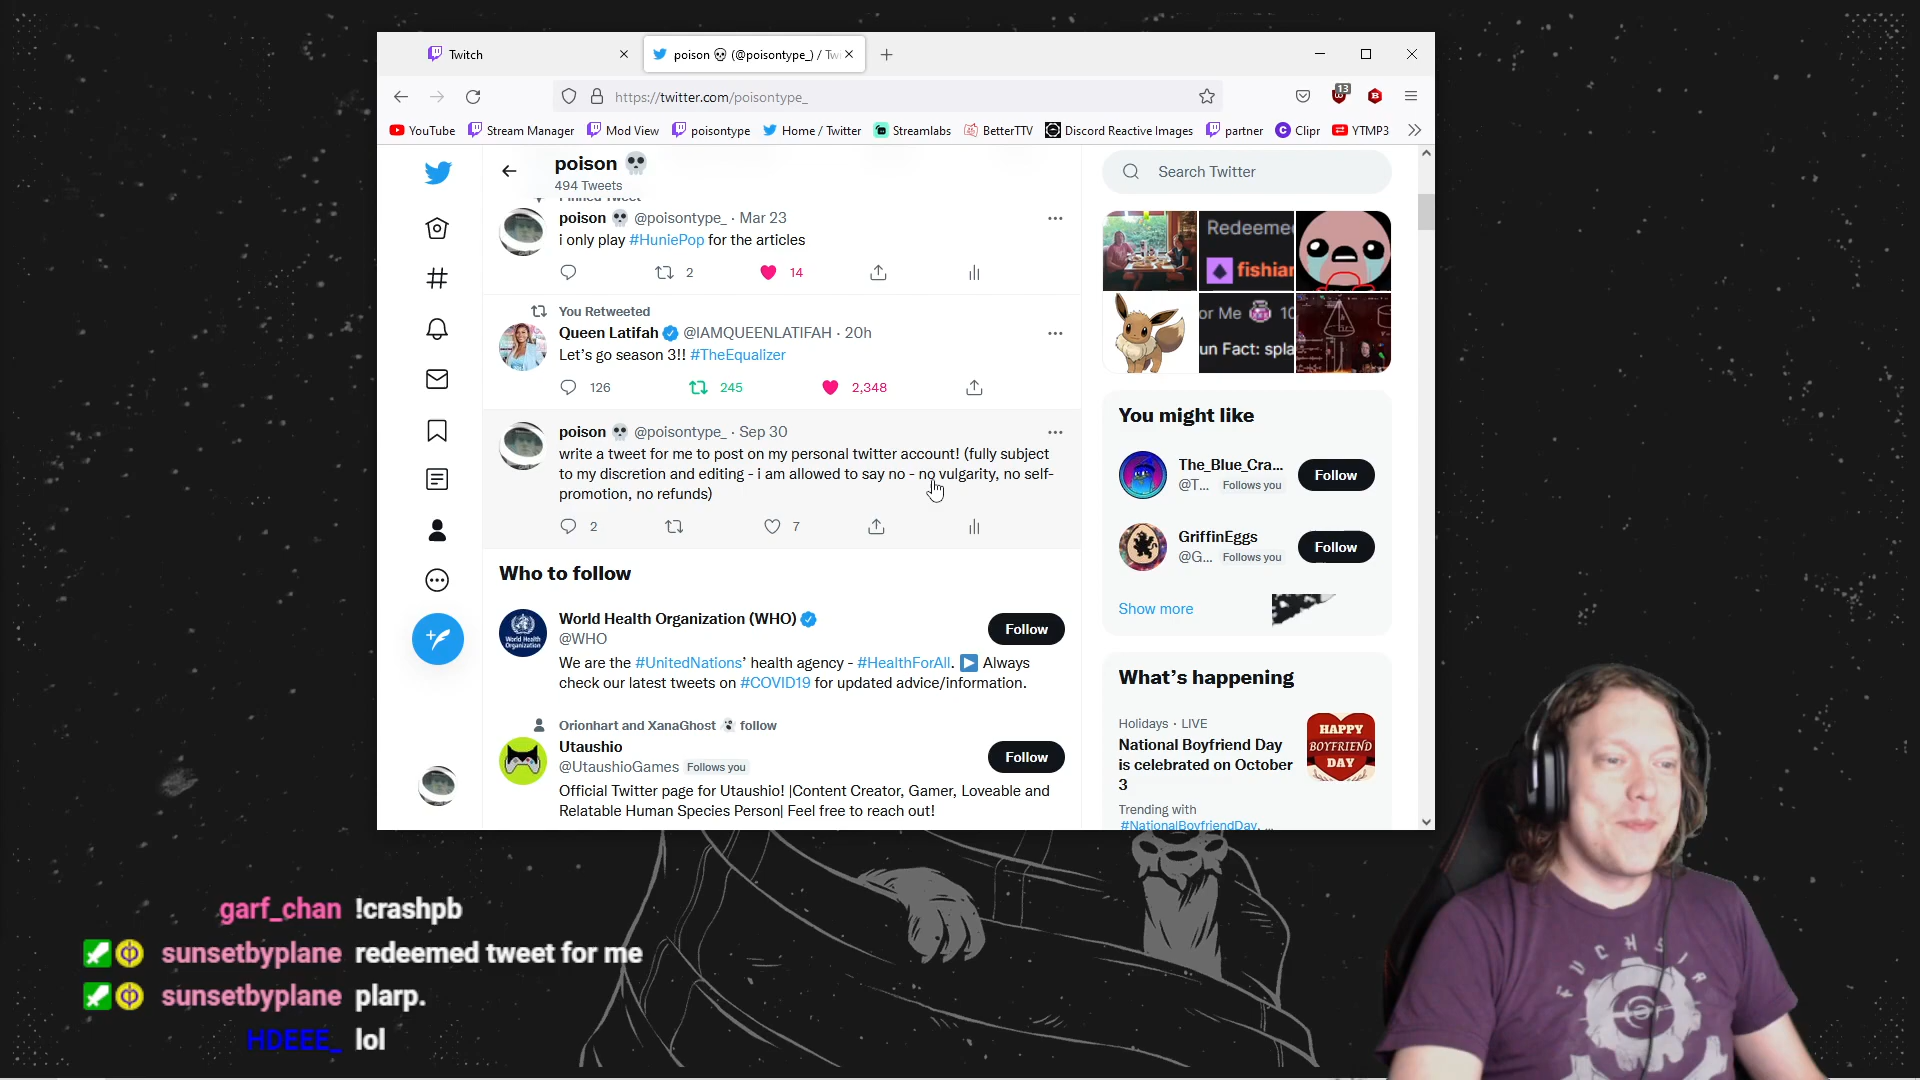 Twitch
poison 💀 (@poisontype_) / Tw
https://twitter.com/poisontype_
13
YouTube Stream Manager Mod View poisontype Home / Twitter Streamlabs BetterTTV Discord Reactive Images partner Clipr YTMP3
poison 💀
494 Tweets
Pinned Tweet
poison 💀 @poisontype_ · Mar 23
i only play #HuniePop for the articles
2 14
You Retweeted
Queen Latifah @IAMQUEENLATIFAH · 20h
Let's go season 3!! #TheEqualizer
126 245 2,348
poison 💀 @poisontype_ · Sep 30
write a tweet for me to post on my personal twitter account! (fully subject
to my discretion and editing - i am allowed to say no - no vulgarity, no self-
promotion, no refunds)
2 7
Who to follow
World Health Organization (WHO)
@WHO
Follow
We are the #UnitedNations' health agency - #HealthForAll. ▶ Always
check our latest tweets on #COVID19 for updated advice/information.
Orionhart and XanaGhost follow
Utaushio
@UtaushioGames Follows you
Follow
Official Twitter page for Utaushio! |Content Creator, Gamer, Loveable and
Relatable Human Species Person| Feel free to reach out!
Search Twitter
Redeeme
fishiar
or Me 10
un Fact: spla
You might like
The_Blue_Cra...
@T... Follows you
Follow
GriffinEggs
@G... Follows you
Follow
Show more
What's happening
Holidays · LIVE
National Boyfriend Day
is celebrated on October
3
HAPPY
BOYFRIEND
DAY
Trending with
#NationalBoyfriendDay, ...
garf_chan !crashpb
sunsetbyplane redeemed tweet for me
sunsetbyplane plarp.
HDEEE_ lol